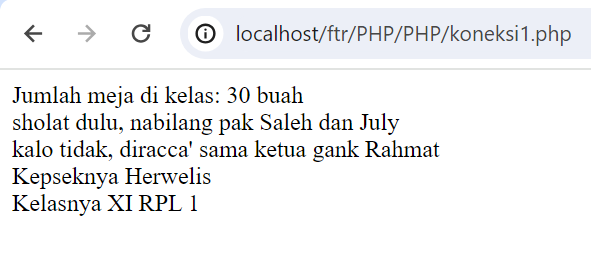 localhost/ftr/PHP/PHP/koneksi1.php
Jumlah meja di kelas: 30 buah
sholat dulu, nabilang pak Saleh dan July
kalo tidak, diracca' sama ketua gank Rahmat
Kepseknya Herwelis
Kelasnya XI RPL 1